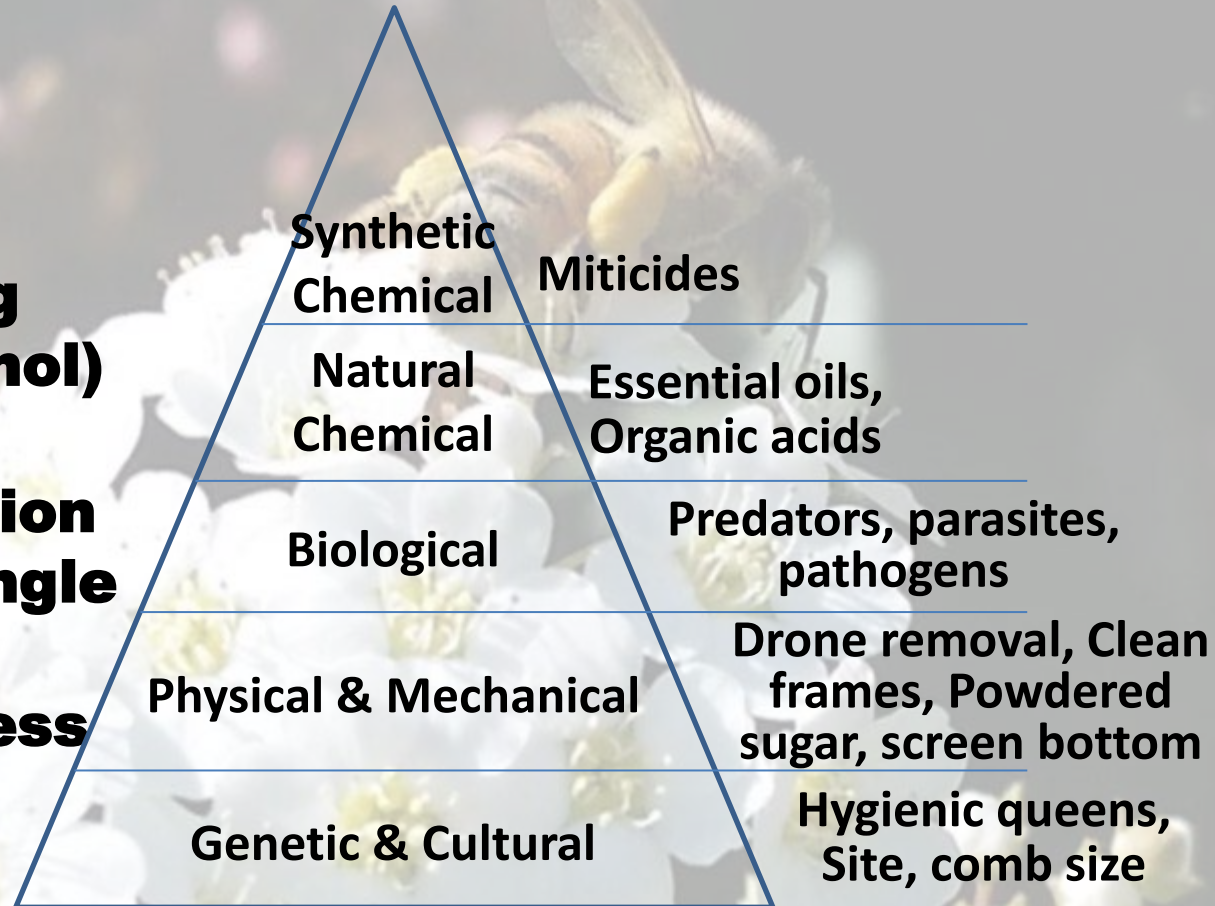 Synthetic
Chemical
Miticides
Natural
Chemical
Essential oils,
Organic acids
Biological
Predators, parasites,
pathogens
Physical & Mechanical
Drone removal, Clean
frames, Powdered
sugar, screen bottom
Genetic & Cultural
Hygienic queens,
Site, comb size